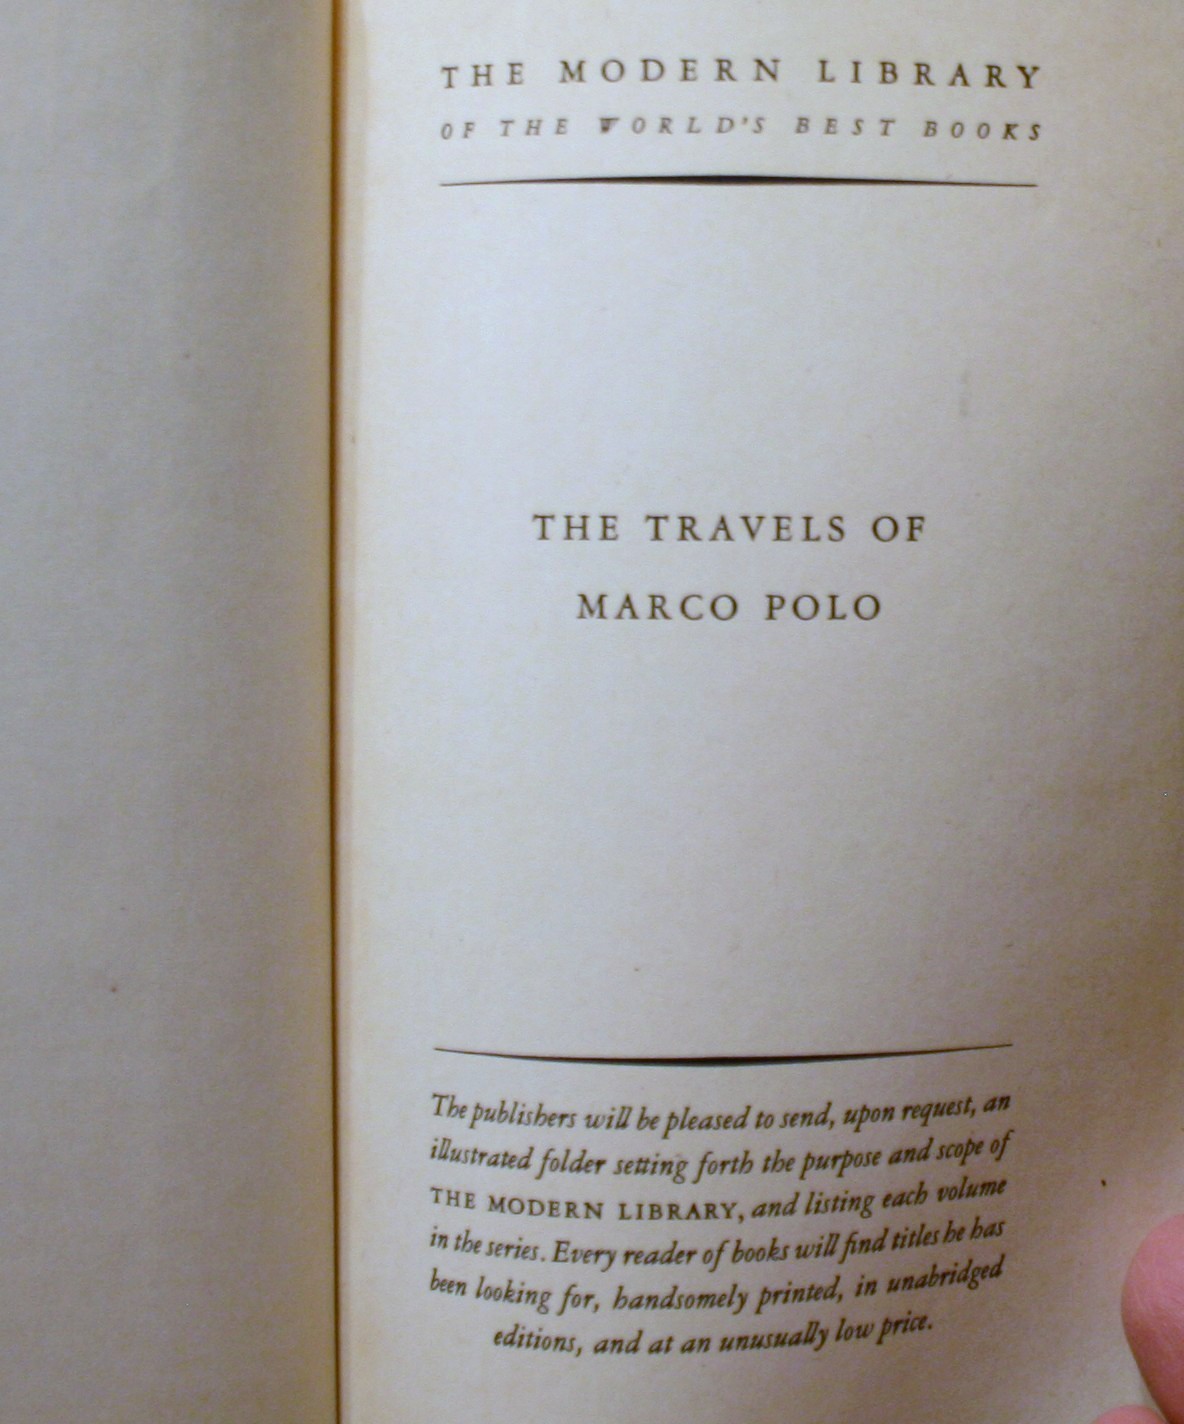 THE MODERN LIBRARY
OF THE WORLD'S BEST BOOKS
THE TRAVELS OF
MARCO POLO
The publishers will be pleased to send, upon request, an
illustrated folder setting forth the purpose and scope of
THE MODERN LIBRARY, and listing each volume
in the series. Every reader of books will find titles he has
been looking for, handsomely printed, in unabridged
editions, and at an unusually low price.